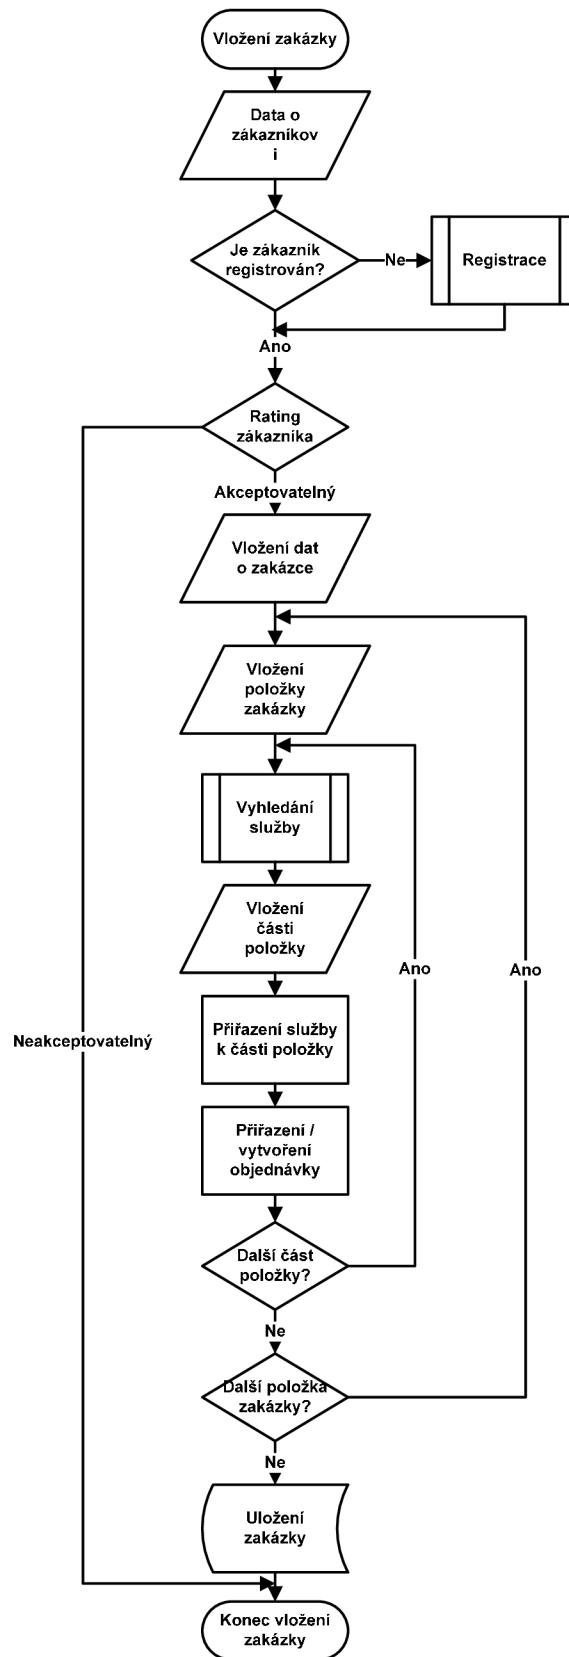 Vložení zakázky
Data o
zákazníkov
i
Je zákazník
registrován?
Ne
Registrace
Ano
Rating
zákazníka
Akceptovatelný
Vložení dat
o zakázce
Vložení
položky
zakázky
Vyhledání
služby
Vložení
části
položky
Ano
Ano
Neakceptovatelný
Přiřazení služby
k části položky
Přiřazení /
vytvoření
objednávky
Další část
položky?
Ne
Další položka
zakázky?
Ne
Uložení
zakázky
Konec vložení
zakázky